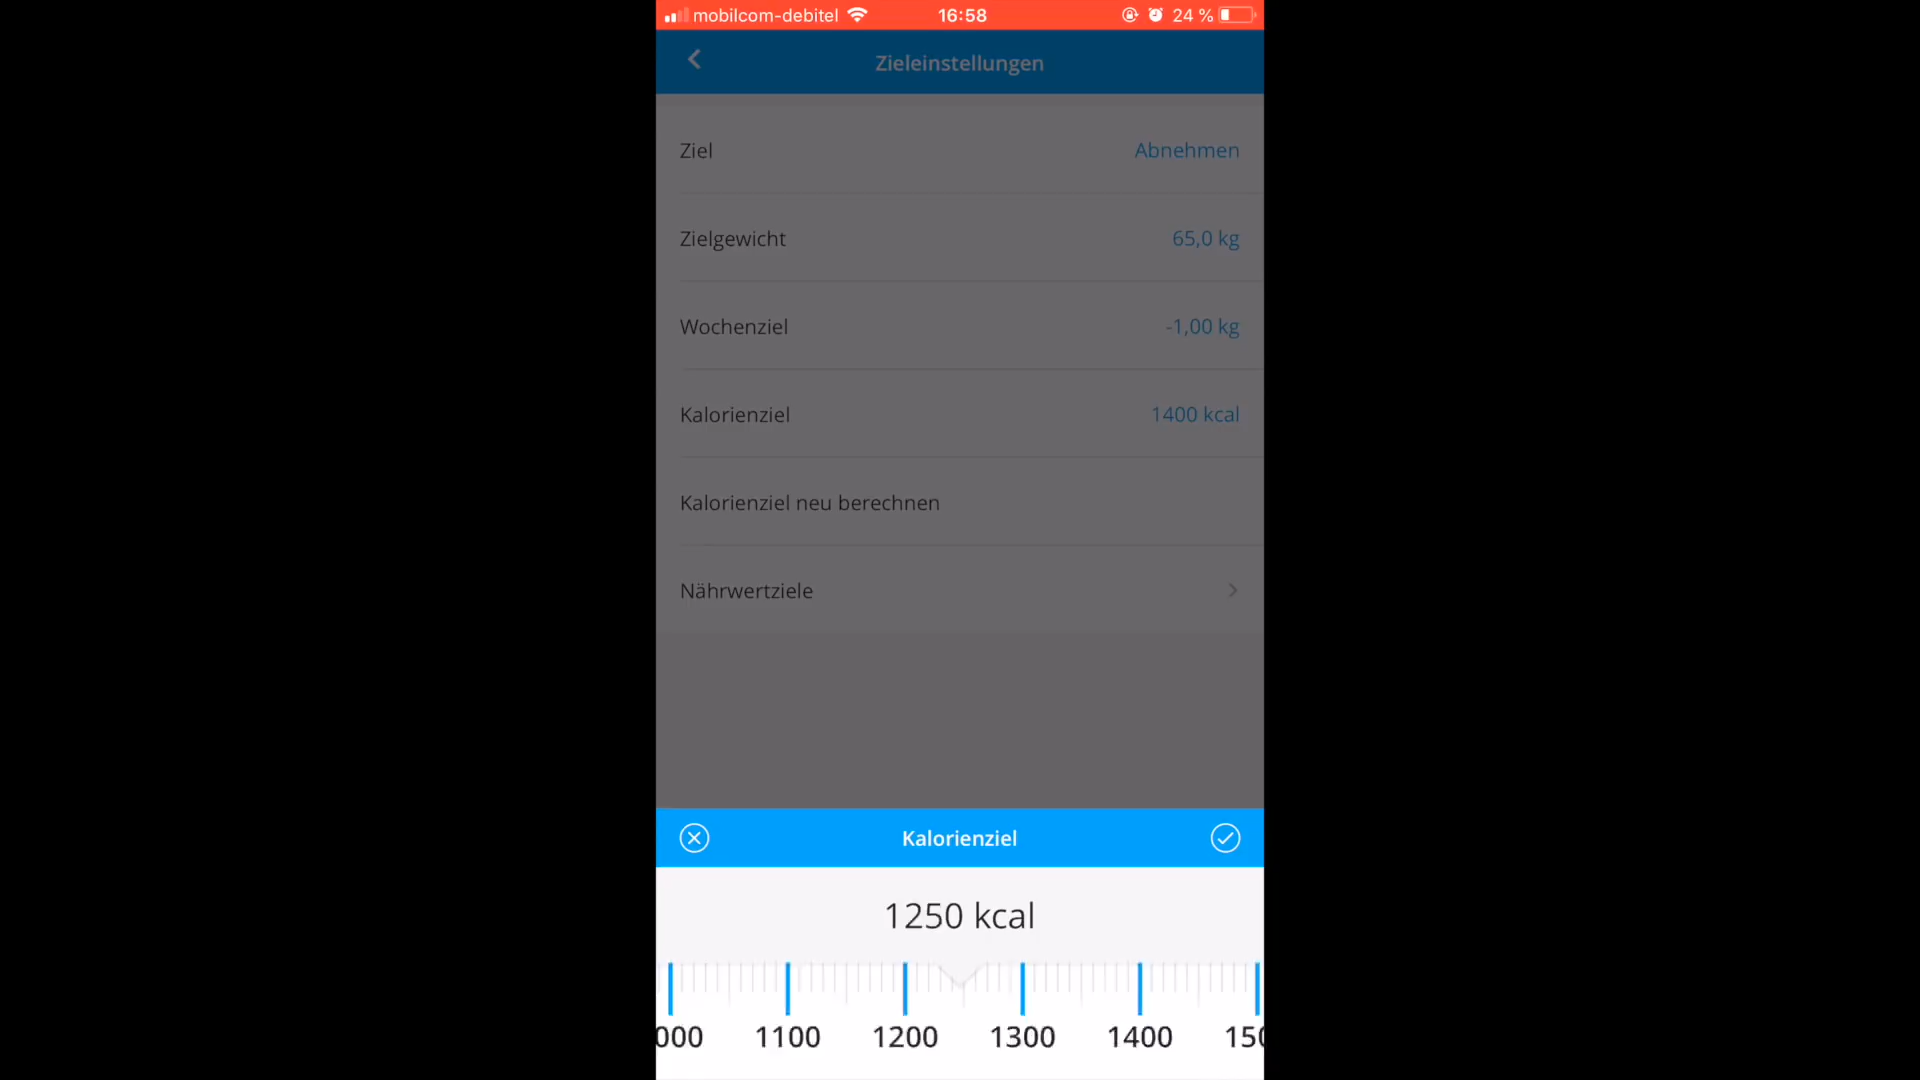 mobilcom-debitel 16:58 24 %
Zieleinstellungen
Ziel Abnehmen
Zielgewicht 65,0 kg
Wochenziel -1,00 kg
Kalorienziel 1400 kcal
Kalorienziel neu berechnen
Nährwertziele
Kalorienziel
1250 kcal
000 1100 1200 1300 1400 150